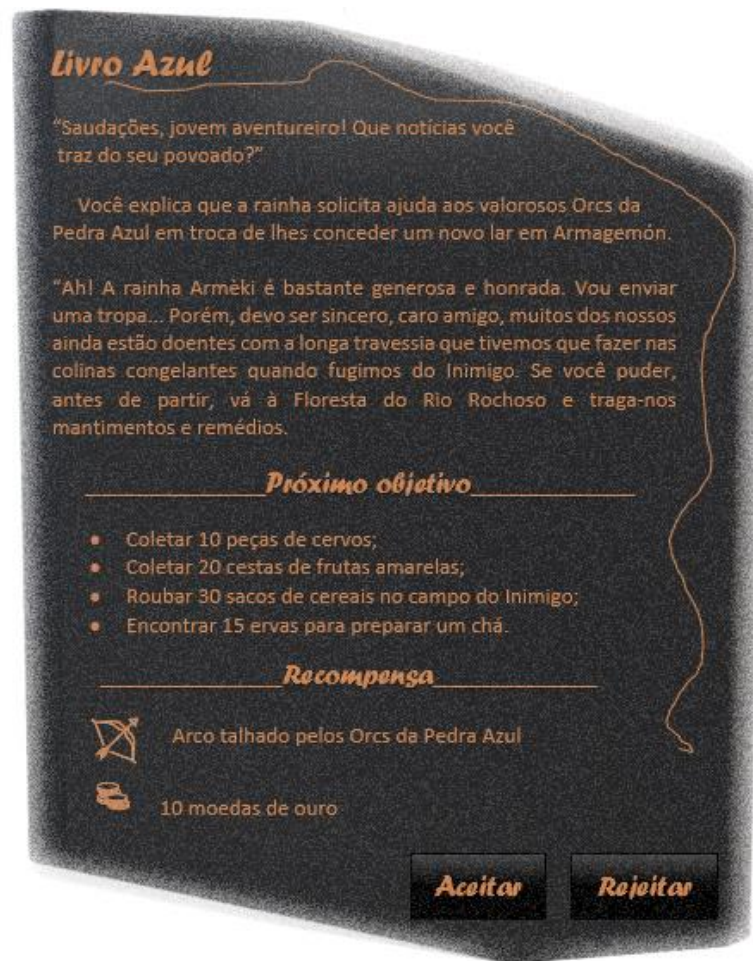 Livro Azul
“Saudações, jovem aventureiro! Que notícias você
traz do seu povoado?”
Você explica que a rainha solicita ajuda aos valorosos Orcs da
Pedra Azul em troca de lhes conceder um novo lar em Armagemón.
“Ah! A rainha Armèki é bastante generosa e honrada. Vou enviar
uma tropa... Porém, devo ser sincero, caro amigo, muitos dos nossos
ainda estão doentes com a longa travessia que tivemos que fazer nas
colinas congelantes quando fugimos do Inimigo. Se você puder,
antes de partir, vá à Floresta do Rio Rochoso e traga-nos
mantimentos e remédios.
Próximo objetivo
• Coletar 10 peças de cervos;
• Coletar 20 cestas de frutas amarelas;
• Roubar 30 sacos de cereais no campo do Inimigo;
• Encontrar 15 ervas para preparar um chá.
Recompensa
Arco talhado pelos Orcs da Pedra Azul
10 moedas de ouro
Aceitar Rejeitar